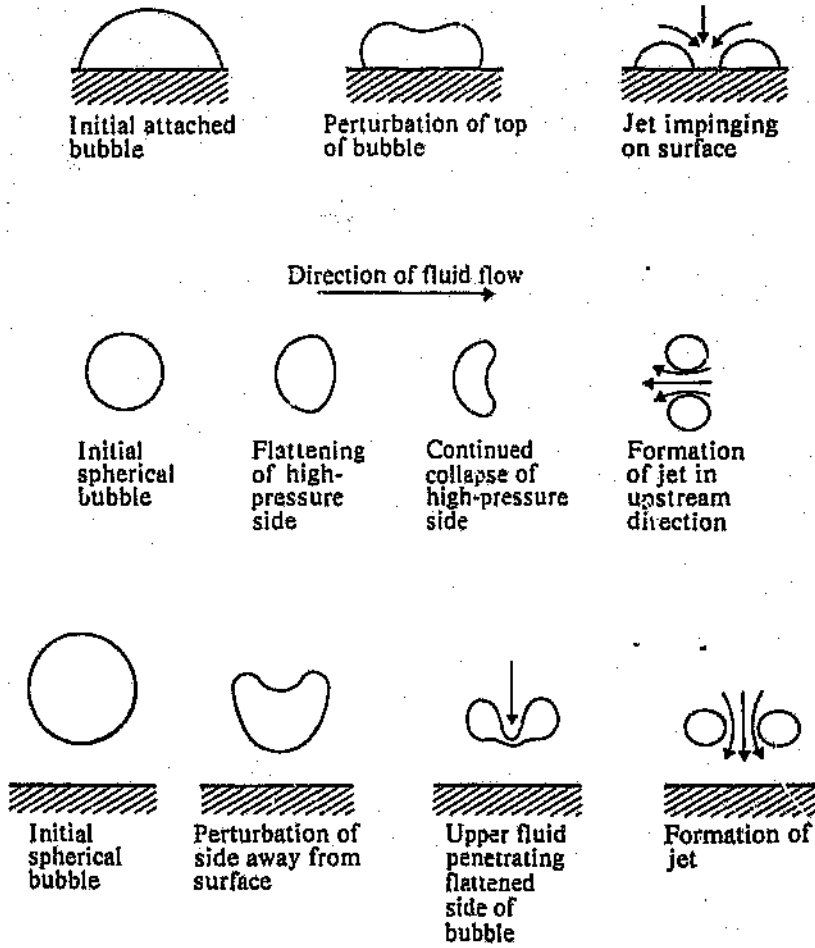 Initial attached
bubble
Perturbation of top
of bubble
Jet impinging
on surface
Direction of fluid flow
Initial
spherical
bubble
Flattening
of high-
pressure
side
Continued
collapse of
high-pressure
side
Formation
of jet in
upstream
direction
Initial
spherical
bubble
Perturbation of
side away from
surface
Upper fluid
penetrating
flattened
side of
bubble
Formation of
jet